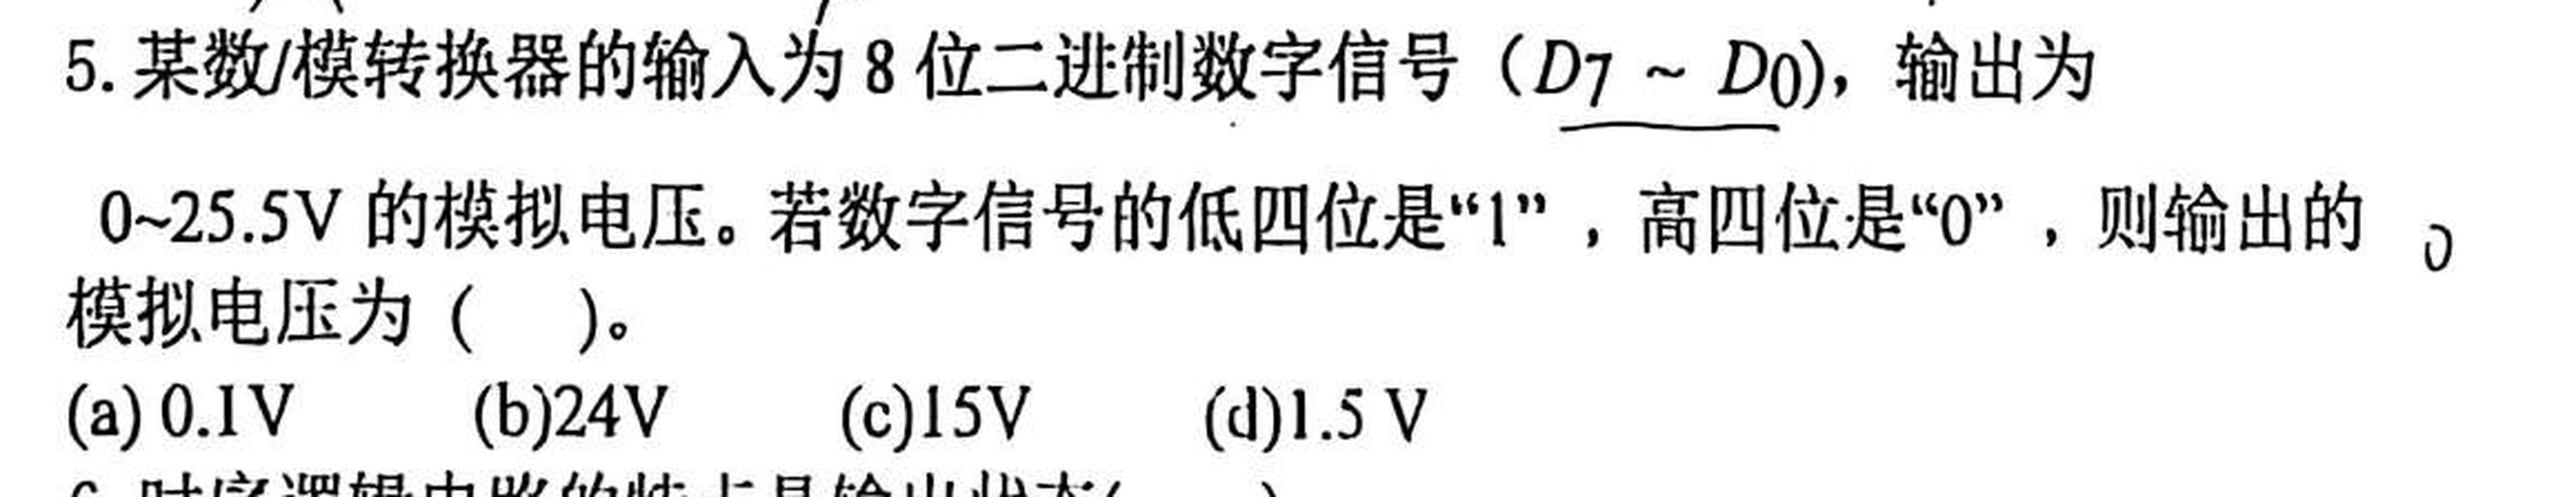 5. 某数/模转换器的输入为 8 位二进制数字信号（D7 ~ D0)，输出为
0~25.5V 的模拟电压。若数字信号的低四位是“1”，高四位是“0”，则输出的
模拟电压为（ ）。
(a) 0.1V (b)24V (c)15V (d)1.5 V